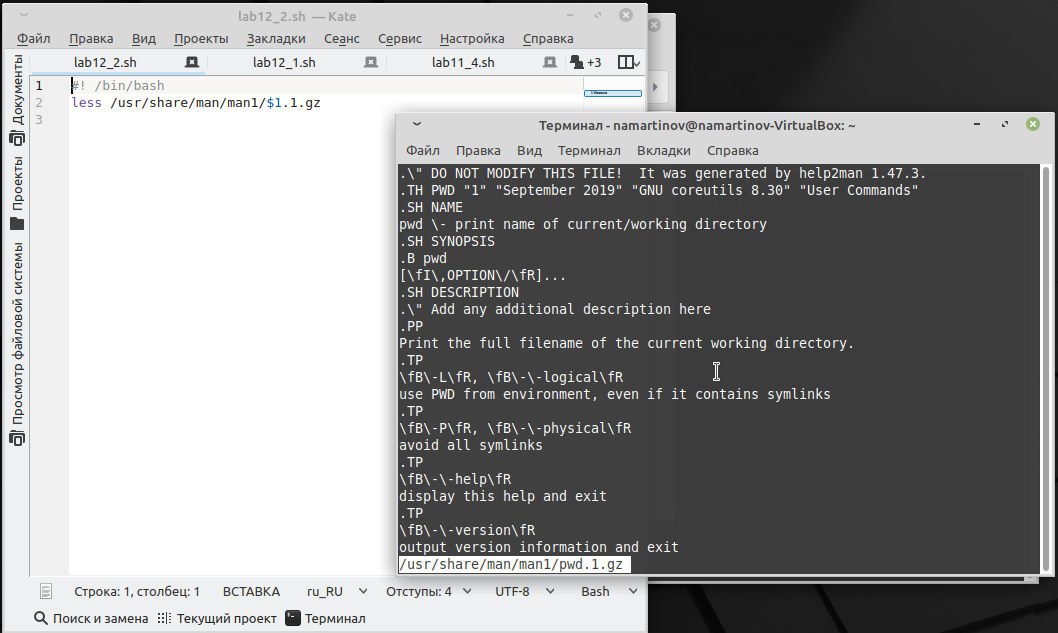 lab12_2.sh — Kate
Файл Правка Вид Проекты Закладки Сеанс Сервис Настройка Справка
lab12_2.sh lab12_1.sh lab11_4.sh +3
Документы
Проекты
Просмотр файловой системы
1 #! /bin/bash
2 less /usr/share/man/man1/$1.1.gz
3
Терминал - namartinov@namartinov-VirtualBox: ~
Файл Правка Вид Терминал Вкладки Справка
.\" DO NOT MODIFY THIS FILE!  It was generated by help2man 1.47.3.
.TH PWD "1" "September 2019" "GNU coreutils 8.30" "User Commands"
.SH NAME
pwd \- print name of current/working directory
.SH SYNOPSIS
.B pwd
[\fI\,OPTION\/\fR]...
.SH DESCRIPTION
.\" Add any additional description here
.PP
Print the full filename of the current working directory.
.TP
\fB\-L\fR, \fB\-\-logical\fR
use PWD from environment, even if it contains symlinks
.TP
\fB\-P\fR, \fB\-\-physical\fR
avoid all symlinks
.TP
\fB\-\-help\fR
display this help and exit
.TP
\fB\-\-version\fR
output version information and exit
/usr/share/man/man1/pwd.1.gz
Строка: 1, столбец: 1 ВСТАВКА ru_RU Отступы: 4 UTF-8 Bash
Поиск и замена Текущий проект Терминал